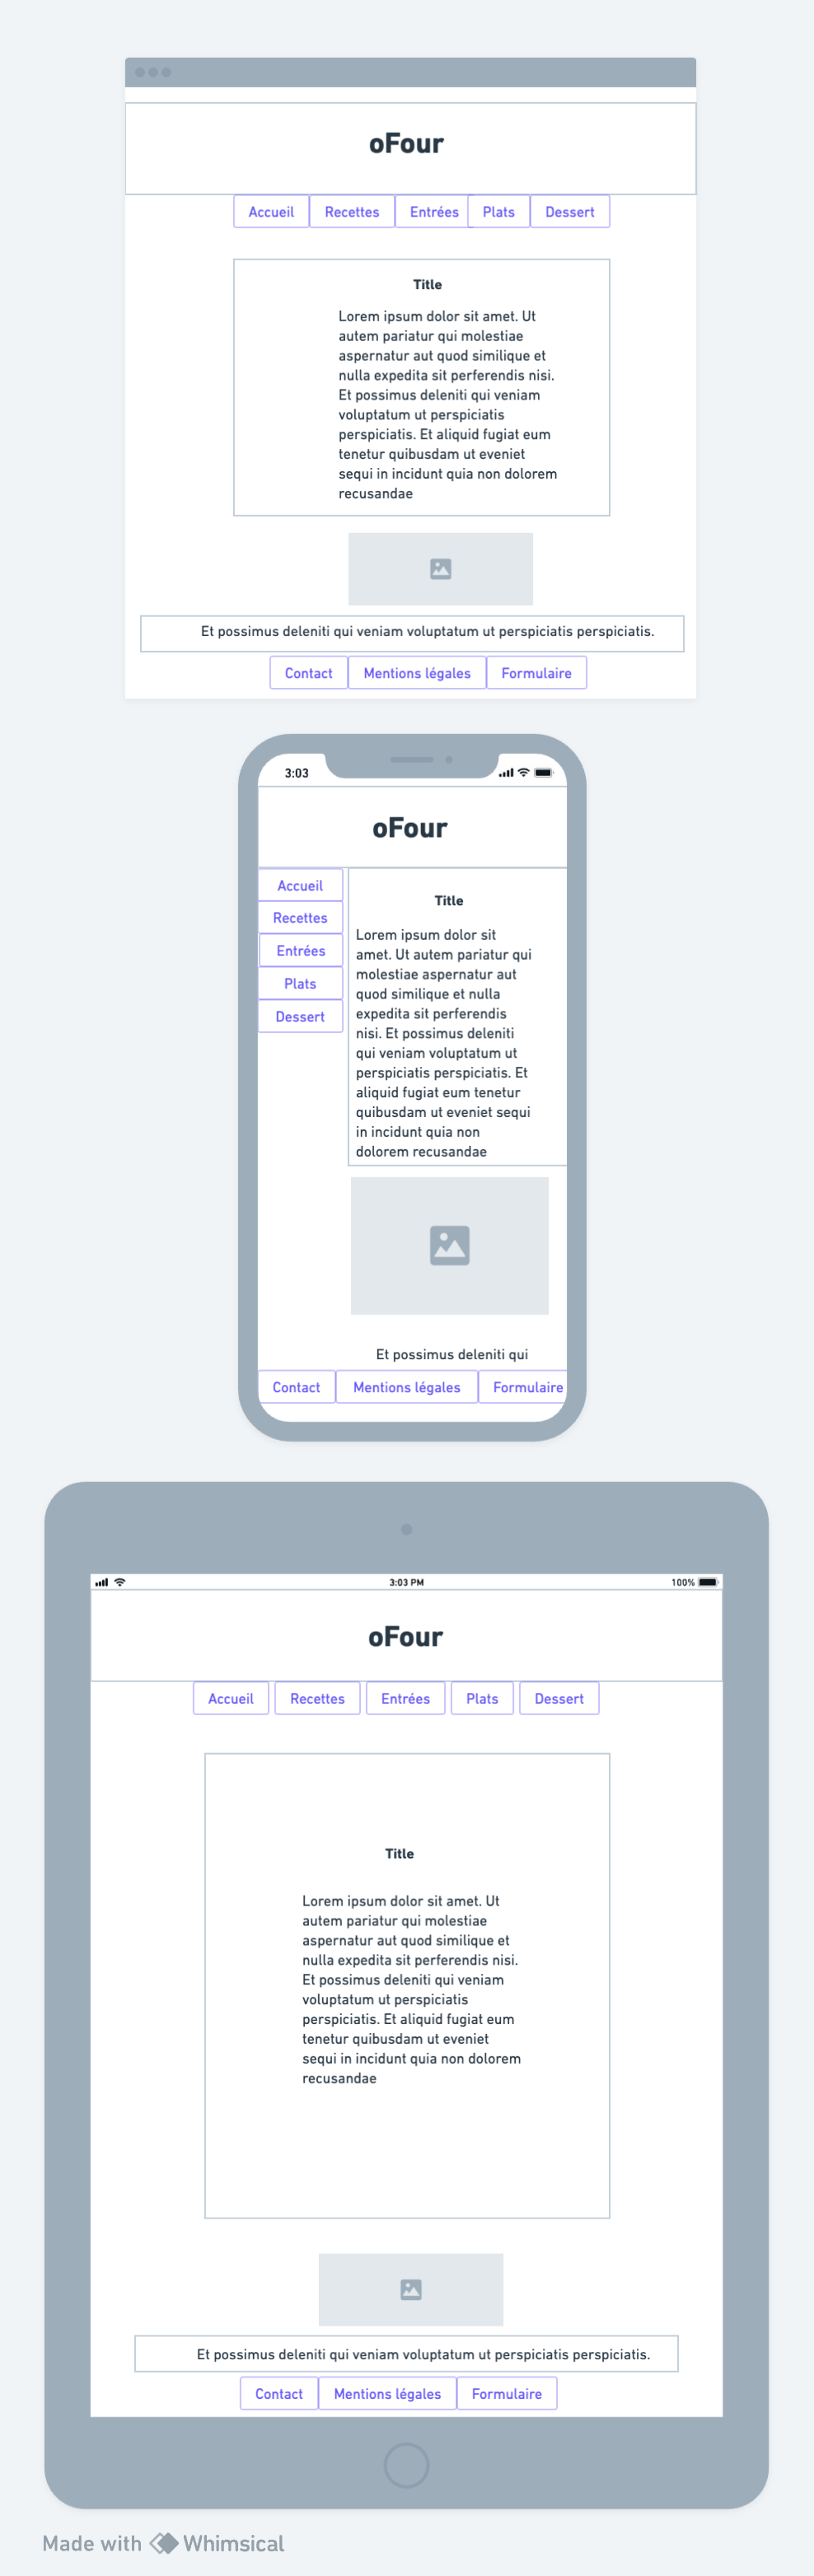 oFour
Accueil Recettes Entrées Plats Dessert
Title
Lorem ipsum dolor sit amet. Ut
autem pariatur qui molestiae
aspernatur aut quod similique et
nulla expedita sit perferendis nisi.
Et possimus deleniti qui veniam
voluptatum ut perspiciatis
perspiciatis. Et aliquid fugiat eum
tenetur quibusdam ut eveniet
sequi in incidunt quia non dolorem
recusandae
Et possimus deleniti qui veniam voluptatum ut perspiciatis perspiciatis.
Contact Mentions légales Formulaire
3:03
oFour
Accueil
Recettes
Entrées
Plats
Dessert
Title
Lorem ipsum dolor sit
amet. Ut autem pariatur qui
molestiae aspernatur aut
quod similique et nulla
expedita sit perferendis
nisi. Et possimus deleniti
qui veniam voluptatum ut
perspiciatis perspiciatis. Et
aliquid fugiat eum tenetur
quibusdam ut eveniet sequi
in incidunt quia non
dolorem recusandae
Et possimus deleniti qui
Contact Mentions légales Formulaire
3:03 PM 100%
oFour
Accueil Recettes Entrées Plats Dessert
Title
Lorem ipsum dolor sit amet. Ut
autem pariatur qui molestiae
aspernatur aut quod similique et
nulla expedita sit perferendis nisi.
Et possimus deleniti qui veniam
voluptatum ut perspiciatis
perspiciatis. Et aliquid fugiat eum
tenetur quibusdam ut eveniet
sequi in incidunt quia non dolorem
recusandae
Et possimus deleniti qui veniam voluptatum ut perspiciatis perspiciatis.
Contact Mentions légales Formulaire
Made with Whimsical